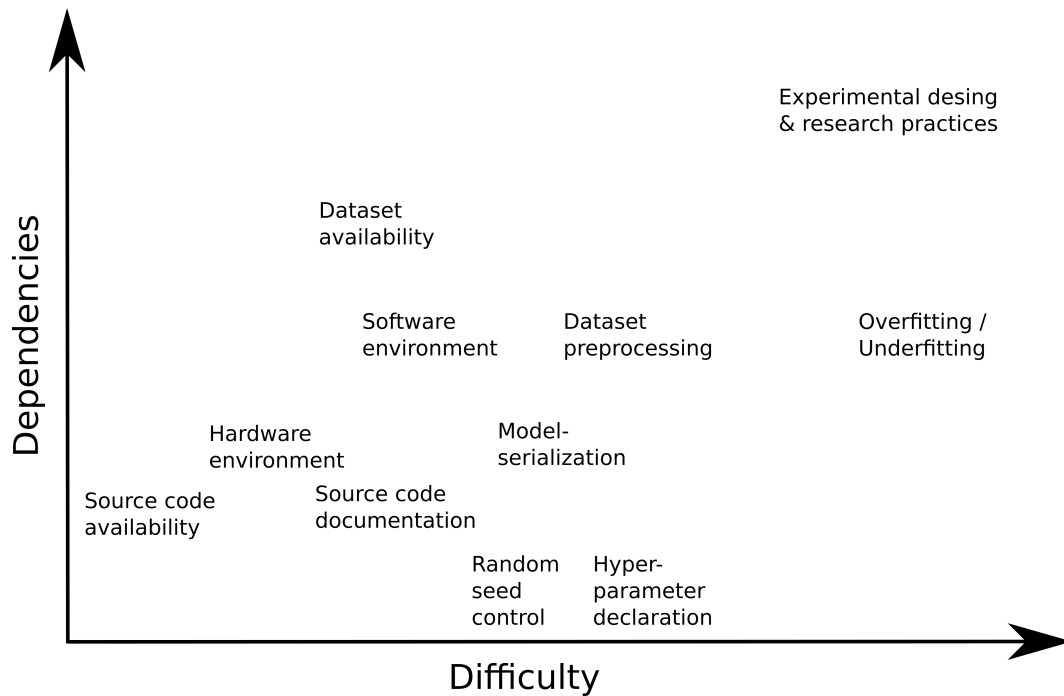 Experimental desing
& research practices
Dataset
availability
Software
environment
Dataset
preprocessing
Overfitting /
Underfitting
Dependencies
Hardware
environment
Model-
serialization
Source code
availability
Source code
documentation
Random
seed
control
Hyper-
parameter
declaration
Difficulty